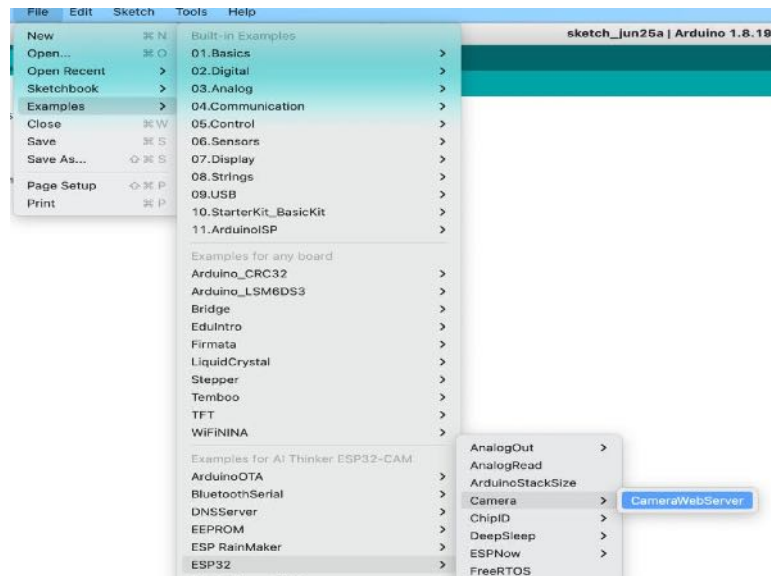 File Edit Sketch Tools Help
sketch_jun25a | Arduino 1.8.19
New ⌘ N
Open... ⌘ O
Open Recent >
Sketchbook >
Examples >
Close ⌘ W
Save ⌘ S
Save As... ⇧ ⌘ S
Page Setup ⇧ ⌘ P
Print ⌘ P
Built-in Examples
01.Basics >
02.Digital >
03.Analog >
04.Communication >
05.Control >
06.Sensors >
07.Display >
08.Strings >
09.USB >
10.StarterKit_BasicKit >
11.ArduinoISP >
Examples for any board
Arduino_CRC32 >
Arduino_LSM6DS3 >
Bridge >
EduIntro >
Firmata >
LiquidCrystal >
Stepper >
Temboo >
TFT >
WiFiNINA >
Examples for AI Thinker ESP32-CAM
ArduinoOTA >
BluetoothSerial >
DNSServer >
EEPROM >
ESP RainMaker >
ESP32 >
AnalogOut >
AnalogRead
ArduinoStackSize
Camera >
ChipID >
DeepSleep >
ESPNow >
FreeRTOS
CameraWebServer